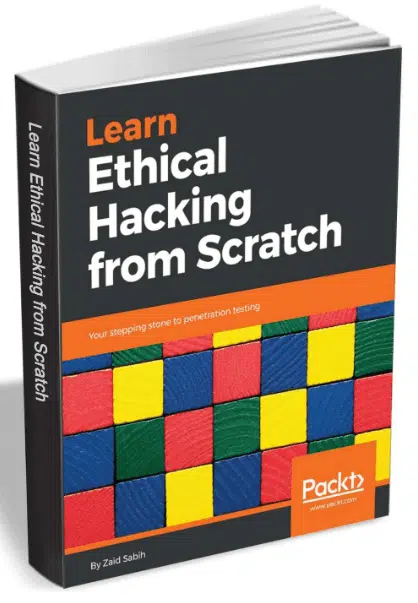 Learn Ethical Hacking from Scratch
Learn
Ethical
Hacking
from Scratch
Your stepping stone to penetration testing
Packt>
www.packt.com
By Zaid Sabih